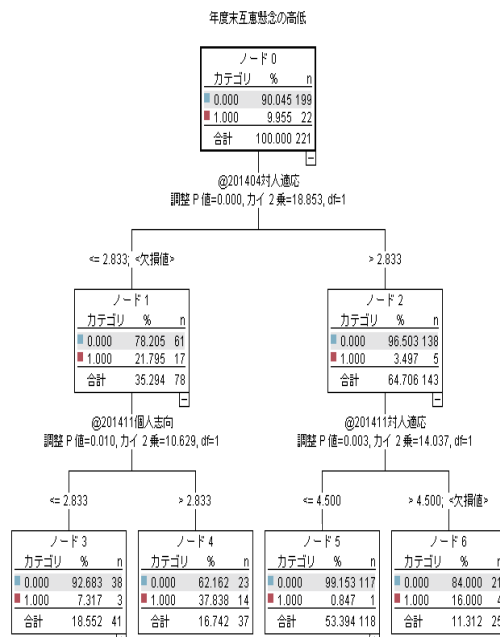 年度末互恵懸念の高低
ノード 0
カテゴリ % n
0.000 90.045 199
1.000 9.955 22
合計 100.000 221
@201404対人適応
調整 P 値=0.000, カイ 2 乗=18.853, df=1
<= 2.833; <欠損値>
> 2.833
ノード 1
カテゴリ % n
0.000 78.205 61
1.000 21.795 17
合計 35.294 78
ノード 2
カテゴリ % n
0.000 96.503 138
1.000 3.497 5
合計 64.706 143
@201411個人志向
調整 P 値=0.010, カイ 2 乗=10.629, df=1
@201411対人適応
調整 P 値=0.003, カイ 2 乗=14.037, df=1
<= 2.833
> 2.833
<= 4.500
> 4.500; <欠損値>
ノード 3
カテゴリ % n
0.000 92.683 38
1.000 7.317 3
合計 18.552 41
ノード 4
カテゴリ % n
0.000 62.162 23
1.000 37.838 14
合計 16.742 37
ノード 5
カテゴリ % n
0.000 99.153 117
1.000 0.847 1
合計 53.394 118
ノード 6
カテゴリ % n
0.000 84.000 21
1.000 16.000 4
合計 11.312 25